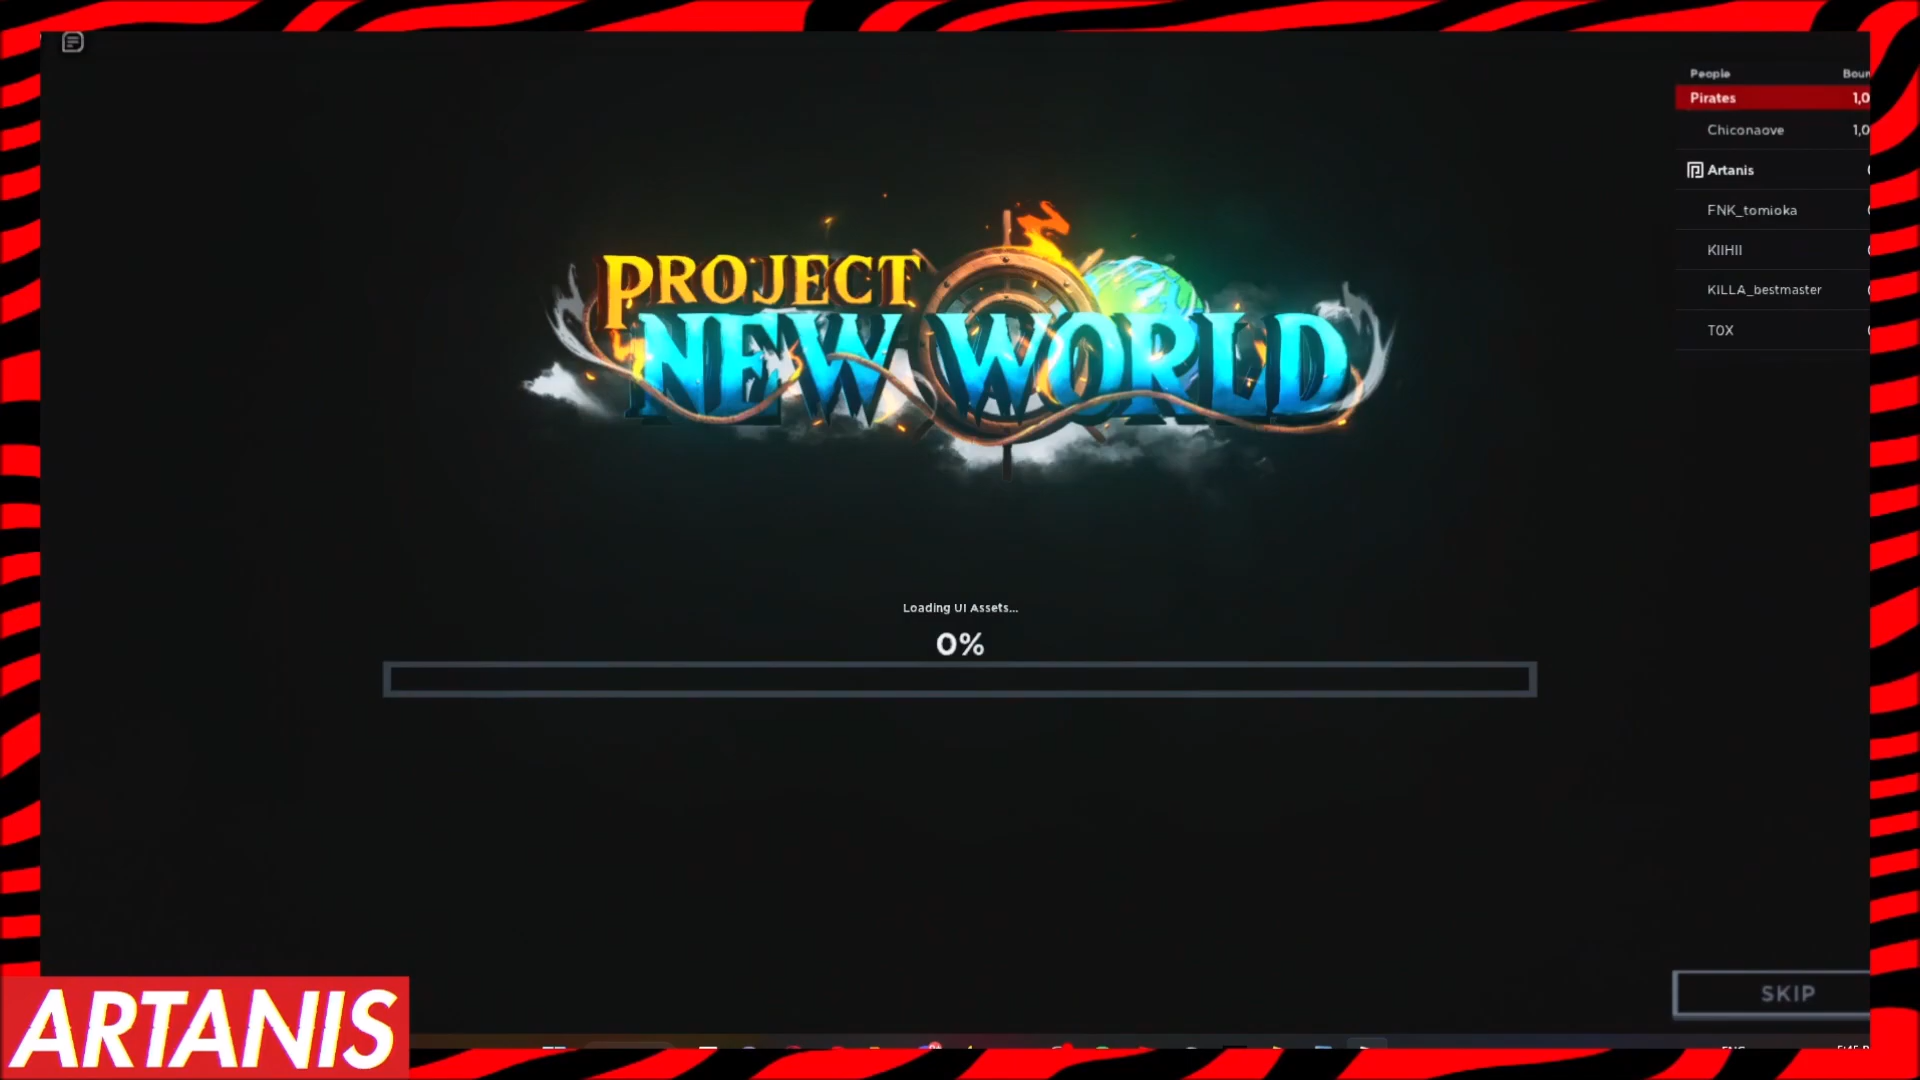 People Boun
Pirates 1,0
Chiconaove 1,0
Artanis
FNK_tomioka
KIIHII
KILLA_bestmaster
TOX
PROJECT
NEW WORLD
Loading UI Assets...
0%
SKIP
ARTANIS